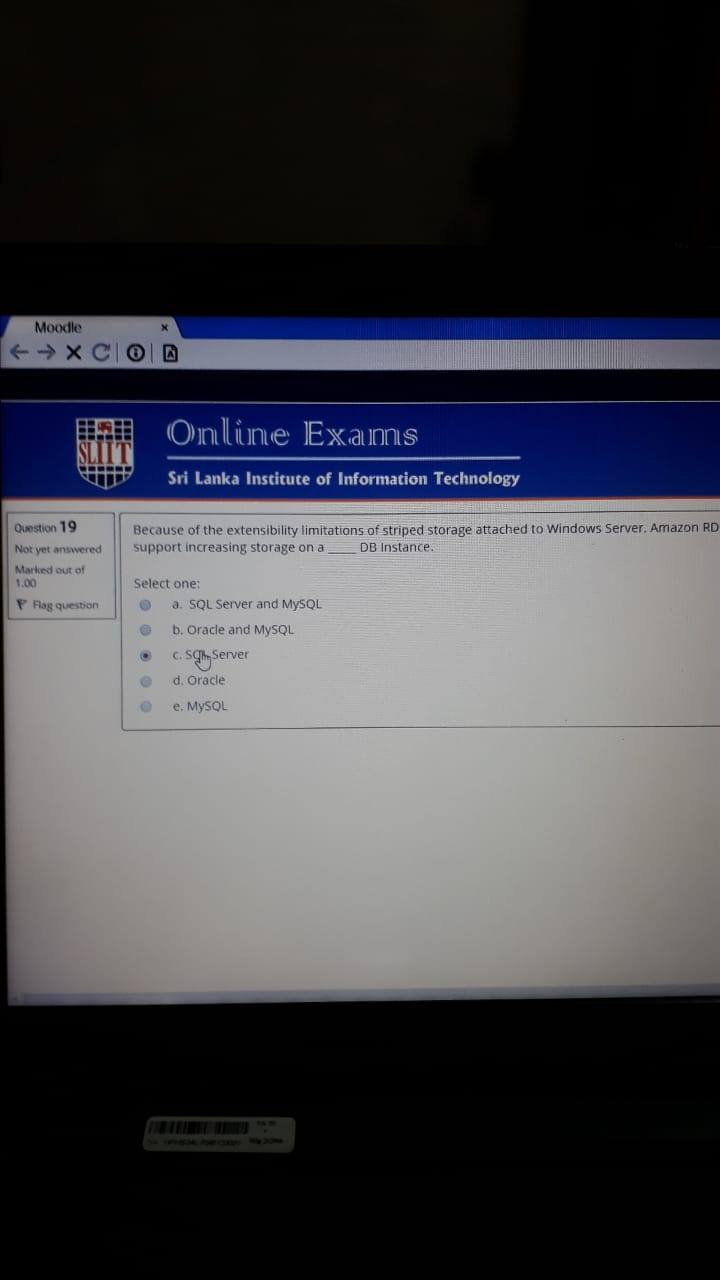 Moodle
SLIIT
Online Exams
Sri Lanka Institute of Information Technology
Question 19
Not yet answered
Marked out of
1.00
Flag question
Because of the extensibility limitations of striped storage attached to Windows Server. Amazon RD
support increasing storage on a ____ DB Instance.
Select one:
a. SQL Server and MySQL
b. Oracle and MySQL
c. SQL Server
d. Oracle
e. MySQL